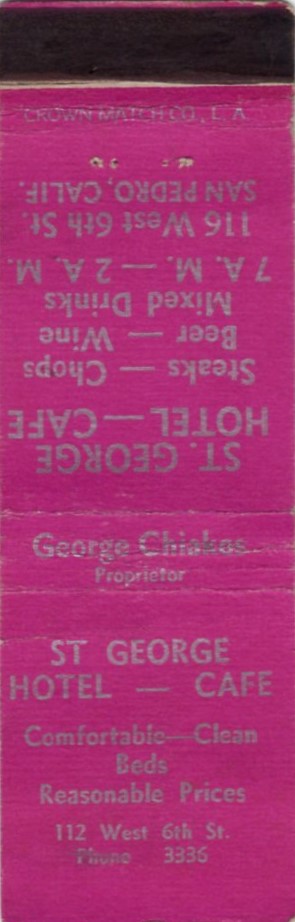 CROWN MATCH CO., L. A.
ST. GEORGE
HOTEL — CAFE
Steaks — Chops
Beer — Wine
Mixed Drinks
7 A. M. — 2 A. M.
116 West 6th St.
SAN PEDRO, CALIF.
George Chiakos
Proprietor
ST GEORGE
HOTEL — CAFE
Comfortable—Clean
Beds
Reasonable Prices
112 West 6th St.
Phone 3336